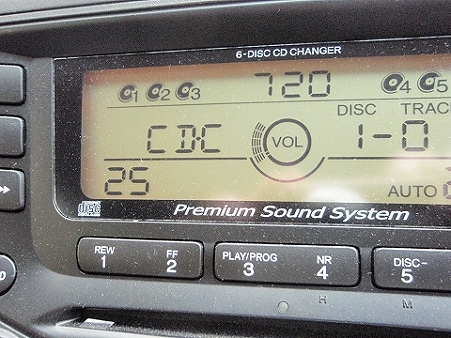 6-DISC CD CHANGER
1 2 3 720 4 5
DISC TRACK
CDC VOL 1-0
25 AUTO
Premium Sound System
REW FF PLAY/PROG NR DISC-
1 2 3 4 5
H M